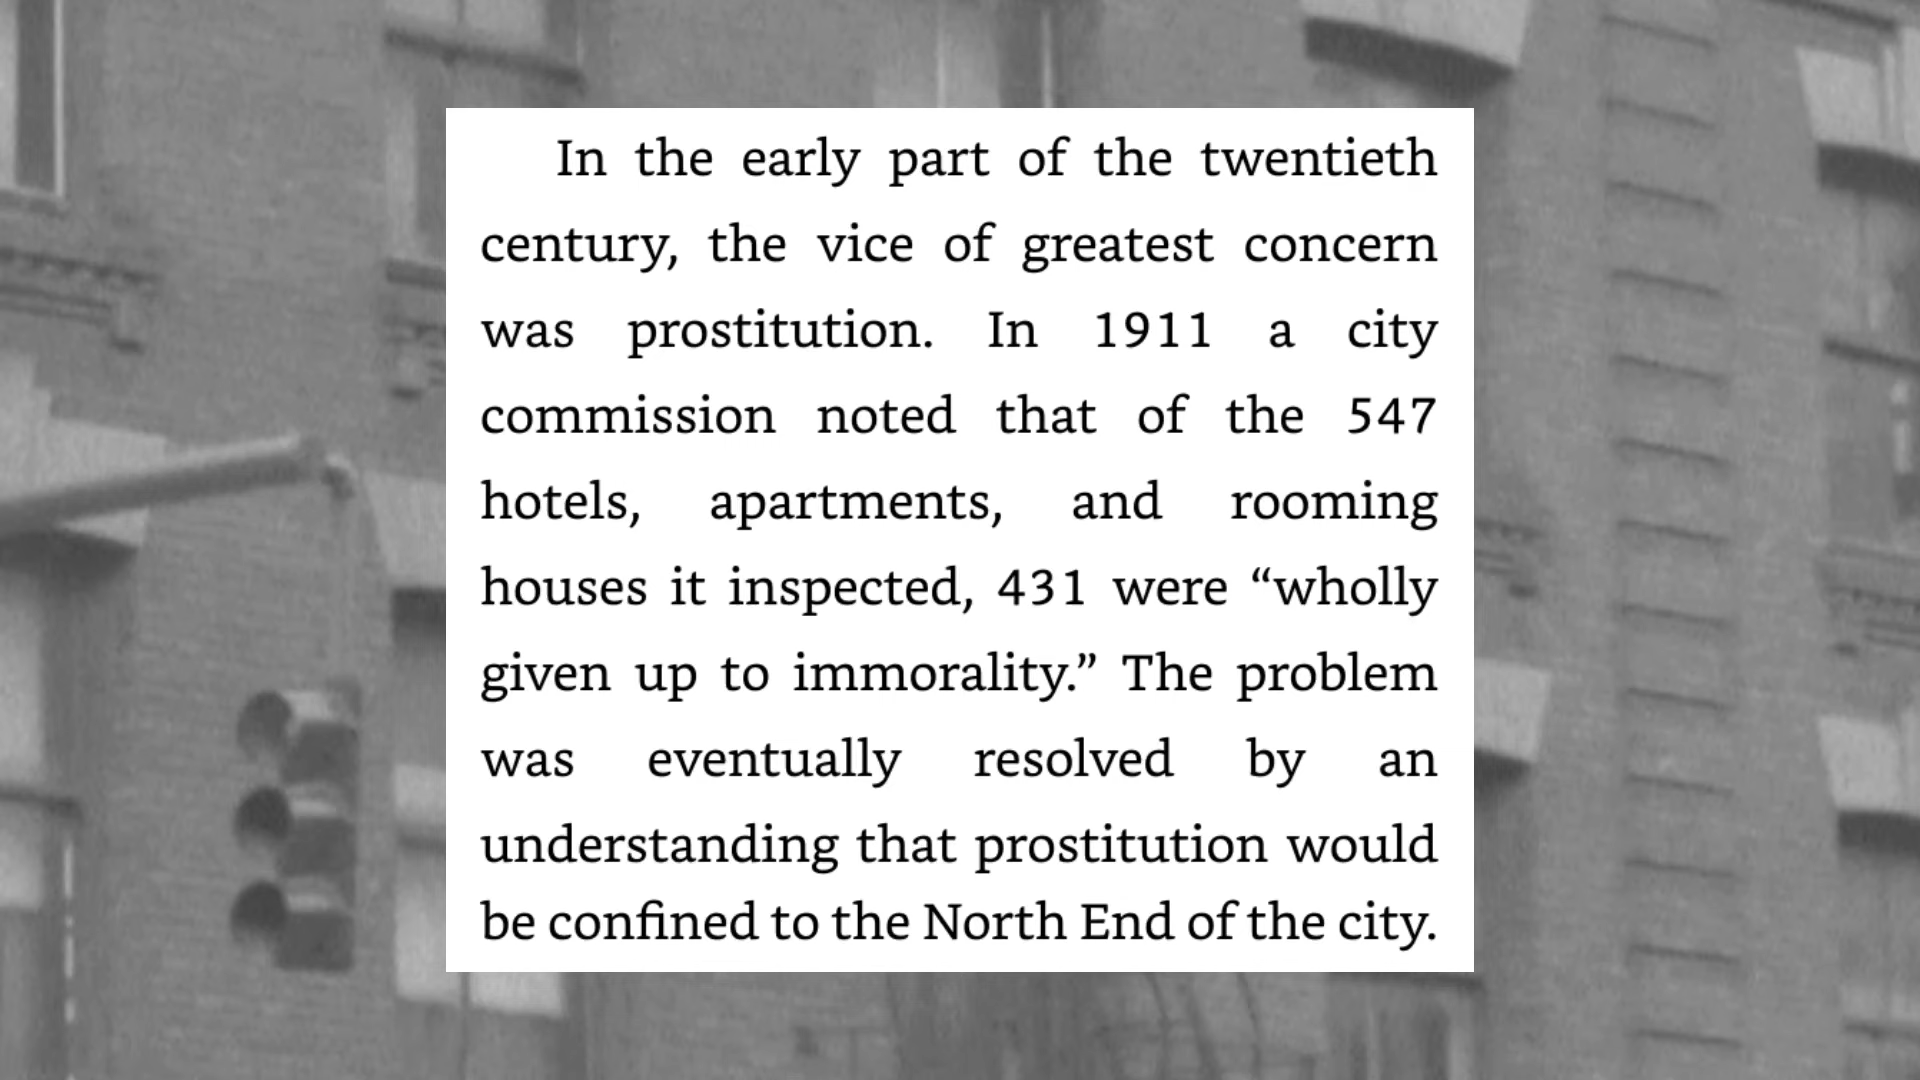 In the early part of the twentieth
century, the vice of greatest concern
was prostitution. In 1911 a city
commission noted that of the 547
hotels, apartments, and rooming
houses it inspected, 431 were “wholly
given up to immorality.” The problem
was eventually resolved by an
understanding that prostitution would
be confined to the North End of the city.